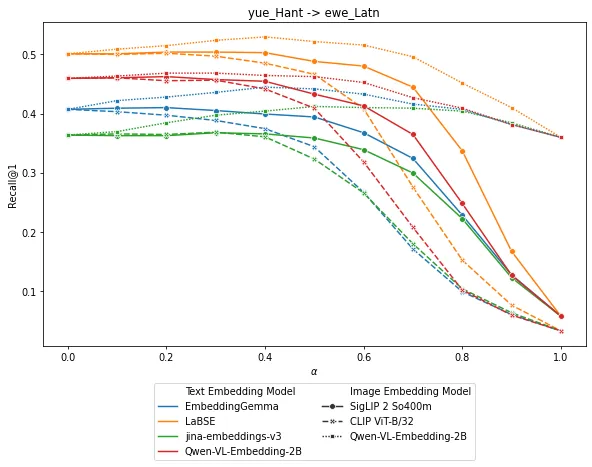 yue_Hant -> ewe_Latn
Recall@1
0.5
0.4
0.3
0.2
0.1
0.0 0.2 0.4 0.6 0.8 1.0
α
Text Embedding Model Image Embedding Model
EmbeddingGemma SigLIP 2 So400m
LaBSE CLIP ViT-B/32
jina-embeddings-v3 Qwen-VL-Embedding-2B
Qwen-VL-Embedding-2B